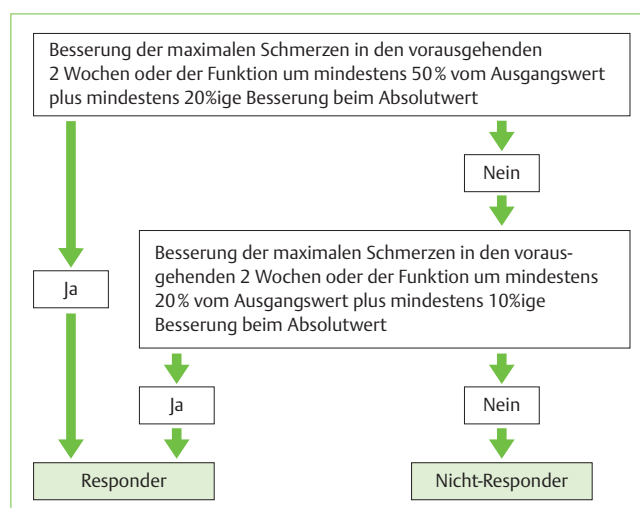 Besserung der maximalen Schmerzen in den vorausgehenden
2 Wochen oder der Funktion um mindestens 50% vom Ausgangswert
plus mindestens 20%ige Besserung beim Absolutwert
Nein
Besserung der maximalen Schmerzen in den voraus-
gehenden 2 Wochen oder der Funktion um mindestens
20% vom Ausgangswert plus mindestens 10%ige
Besserung beim Absolutwert
Ja
Ja
Nein
Responder
Nicht-Responder